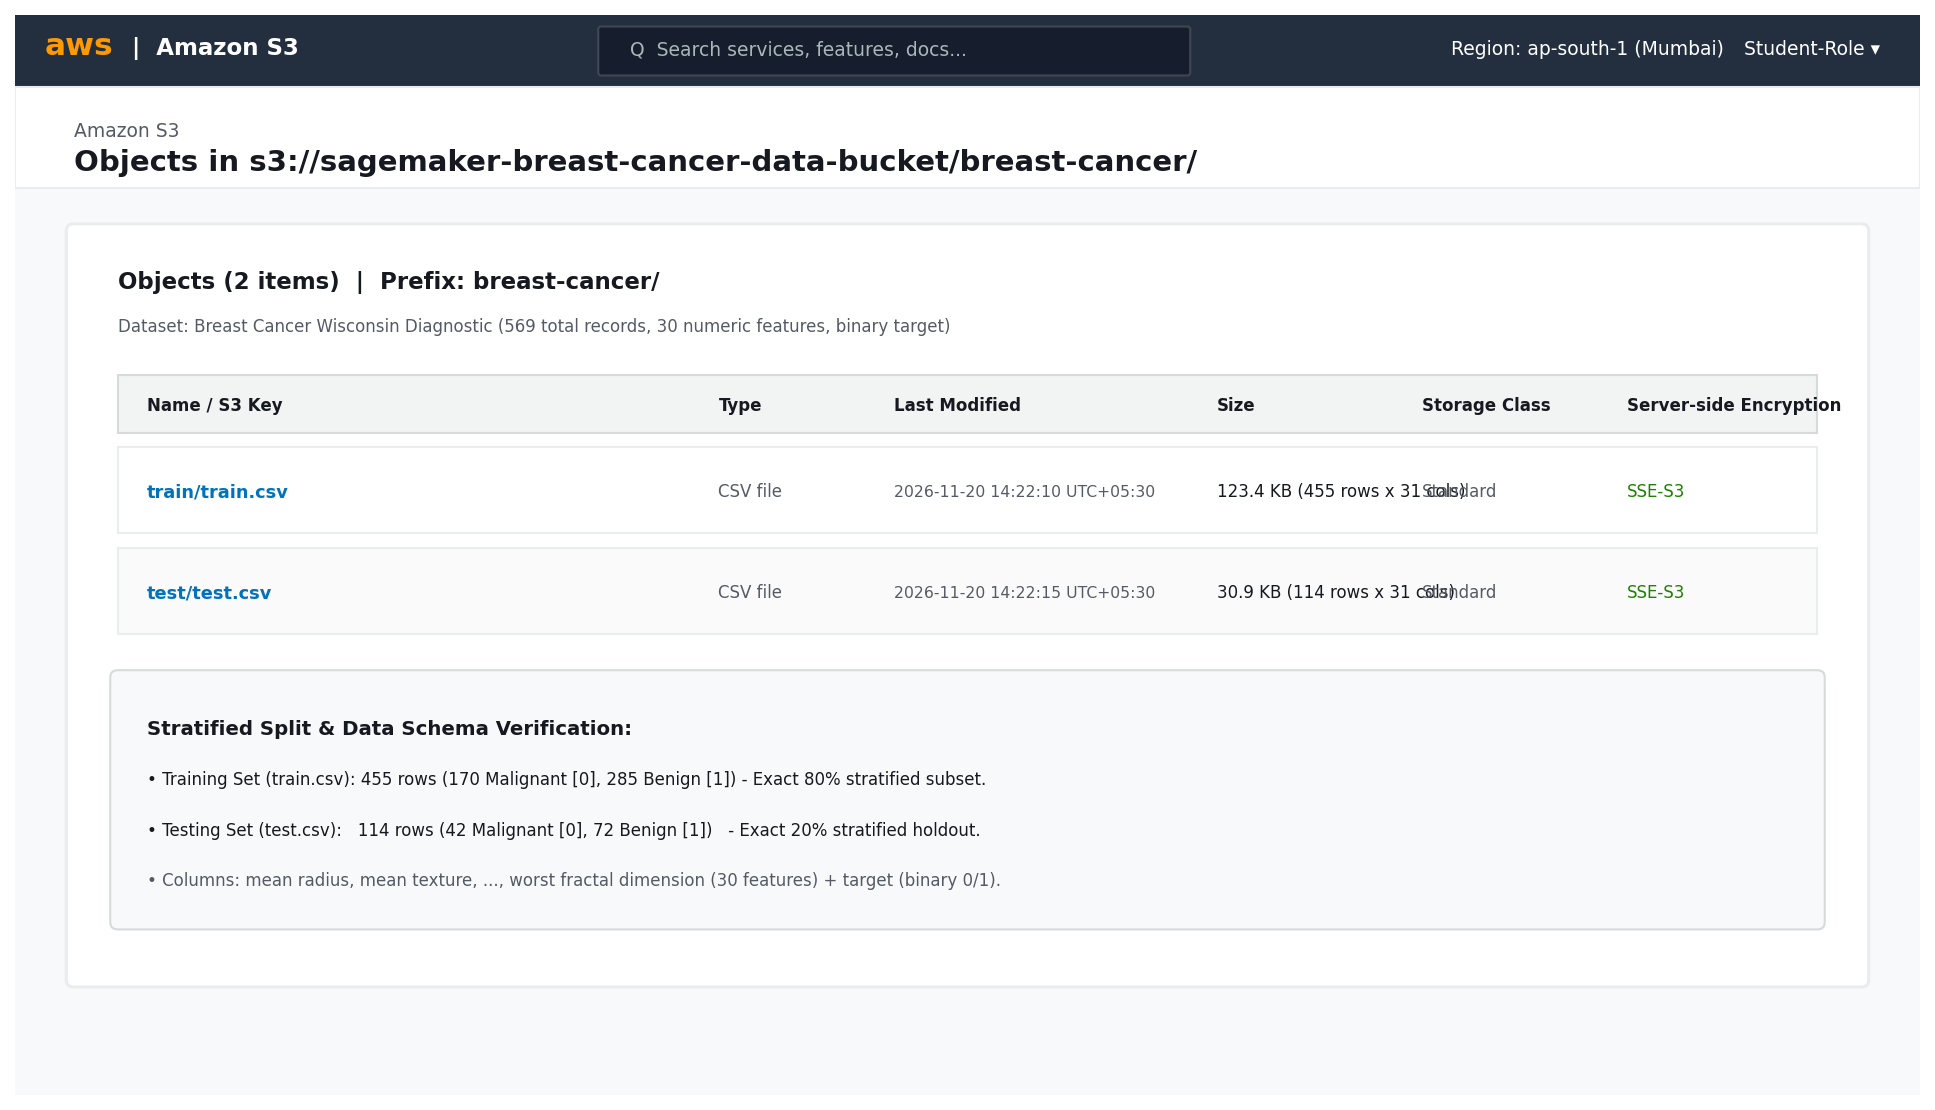 aws | Amazon S3
Q Search services, features, docs...
Region: ap-south-1 (Mumbai) Student-Role ▾
Amazon S3
Objects in s3://sagemaker-breast-cancer-data-bucket/breast-cancer/
Objects (2 items) | Prefix: breast-cancer/
Dataset: Breast Cancer Wisconsin Diagnostic (569 total records, 30 numeric features, binary target)
Name / S3 Key Type Last Modified Size Storage Class Server-side Encryption
train/train.csv CSV file 2026-11-20 14:22:10 UTC+05:30 123.4 KB (455 rows x 31 cols) Standard SSE-S3
test/test.csv CSV file 2026-11-20 14:22:15 UTC+05:30 30.9 KB (114 rows x 31 cols) Standard SSE-S3
Stratified Split & Data Schema Verification:
• Training Set (train.csv): 455 rows (170 Malignant [0], 285 Benign [1]) - Exact 80% stratified subset.
• Testing Set (test.csv): 114 rows (42 Malignant [0], 72 Benign [1]) - Exact 20% stratified holdout.
• Columns: mean radius, mean texture, ..., worst fractal dimension (30 features) + target (binary 0/1).